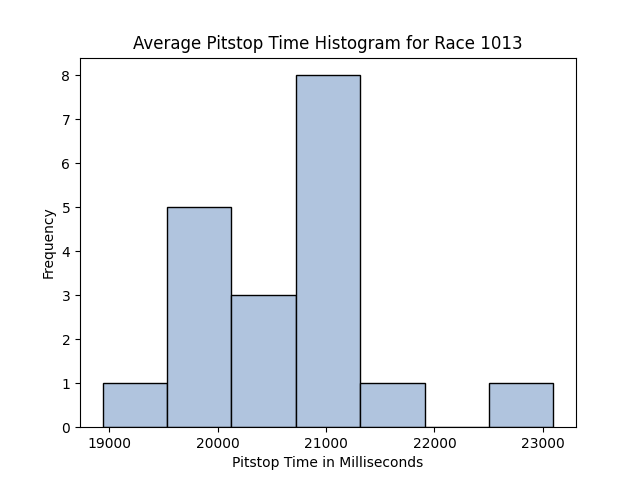 Average Pitstop Time Histogram for Race 1013
8
7
6
5
4
3
2
1
0
Frequency
19000 20000 21000 22000 23000
Pitstop Time in Milliseconds